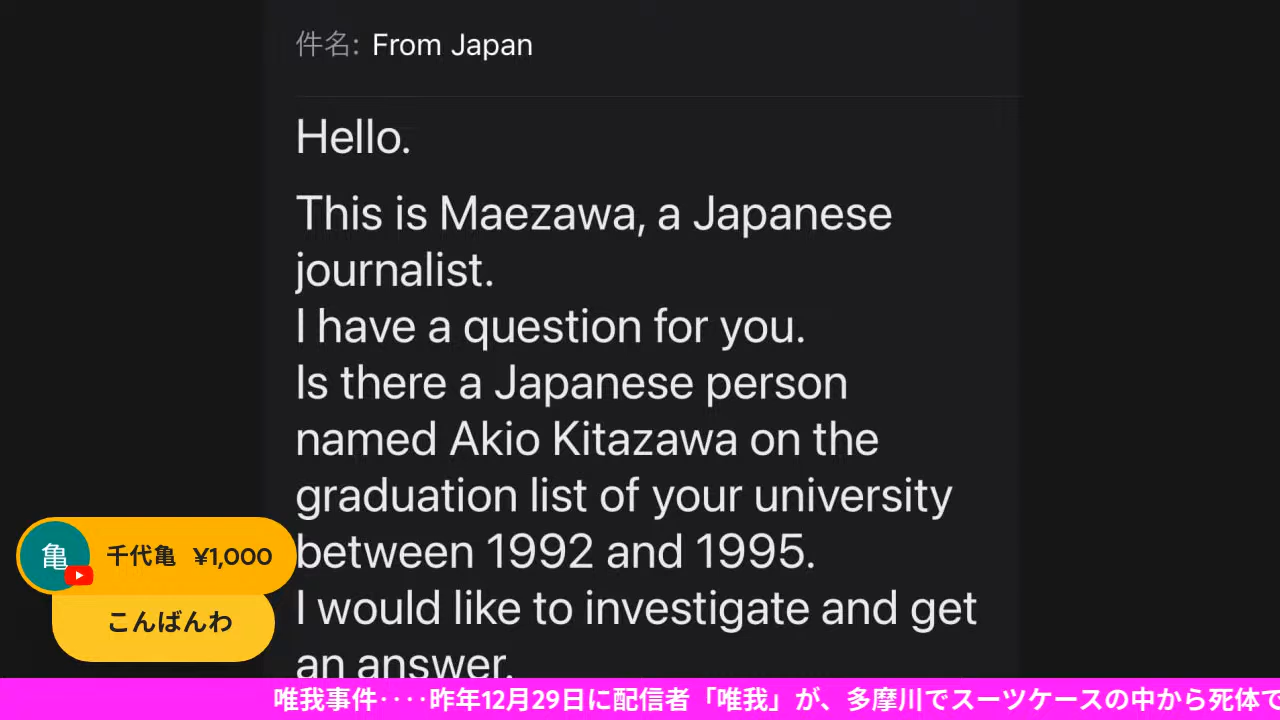 件名: From Japan
Hello.
This is Maezawa, a Japanese
journalist.
I have a question for you.
Is there a Japanese person
named Akio Kitazawa on the
graduation list of your university
between 1992 and 1995.
I would like to investigate and get
an answer.
亀 千代亀 ¥1,000
こんばんわ
唯我事件‥‥昨年12月29日に配信者「唯我」が、多摩川でスーツケースの中から死体で